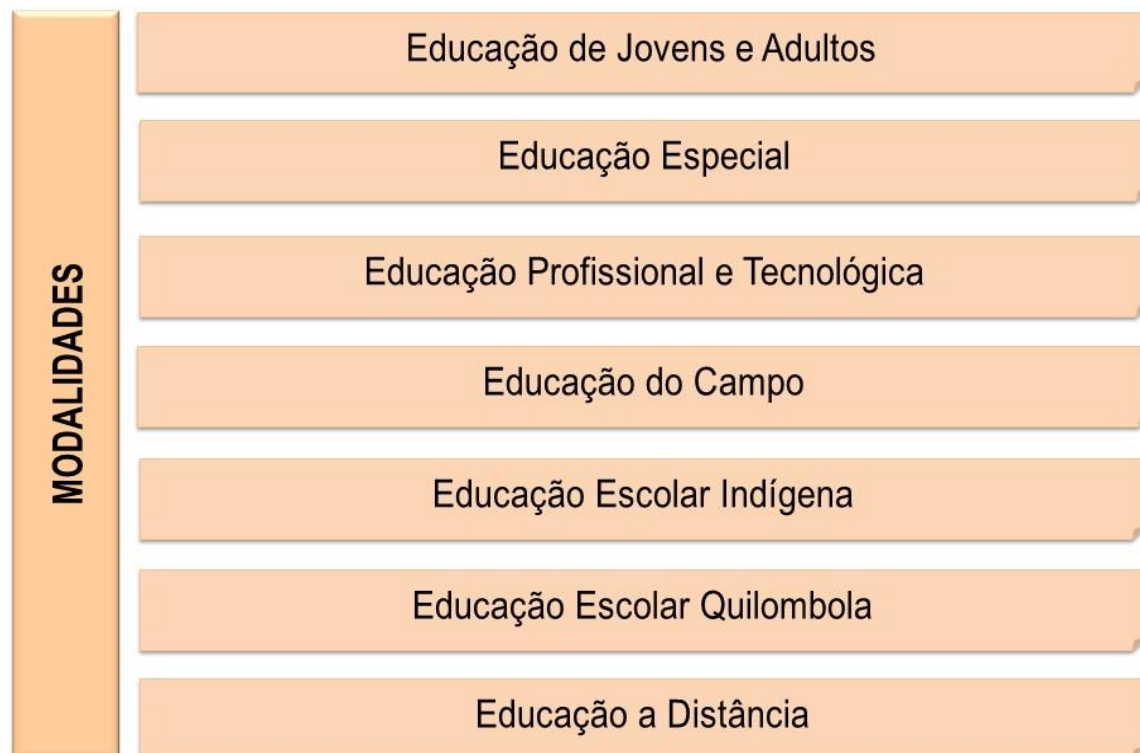 MODALIDADES
Educação de Jovens e Adultos
Educação Especial
Educação Profissional e Tecnológica
Educação do Campo
Educação Escolar Indígena
Educação Escolar Quilombola
Educação a Distância